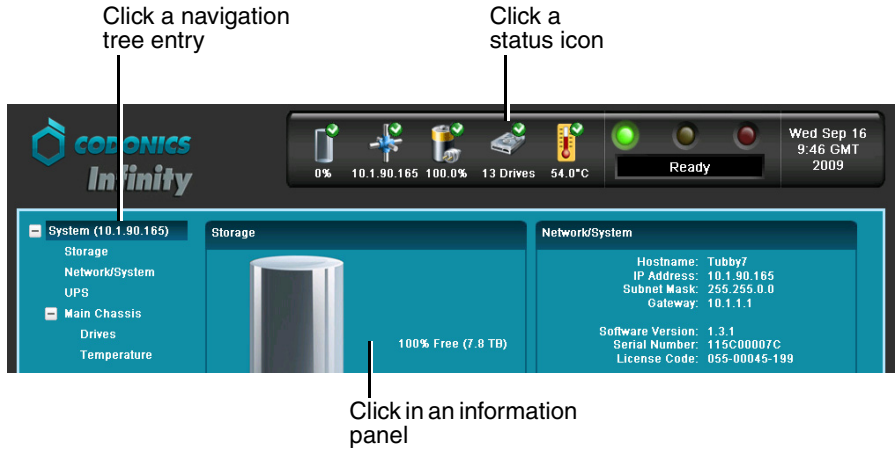 Click a navigation
tree entry
Click a
status icon
CODONICS
Infinity
0%
10.1.90.165
100.0%
13 Drives
54.0°C
Ready
Wed Sep 16
9:46 GMT
2009
System (10.1.90.165)
Storage
Network/System
UPS
Main Chassis
Drives
Temperature
Storage
100% Free (7.8 TB)
Network/System
Hostname: Tubby7
IP Address: 10.1.90.165
Subnet Mask: 255.255.0.0
Gateway: 10.1.1.1
Software Version: 1.3.1
Serial Number: 115C00007C
License Code: 055-00045-199
Click in an information
panel